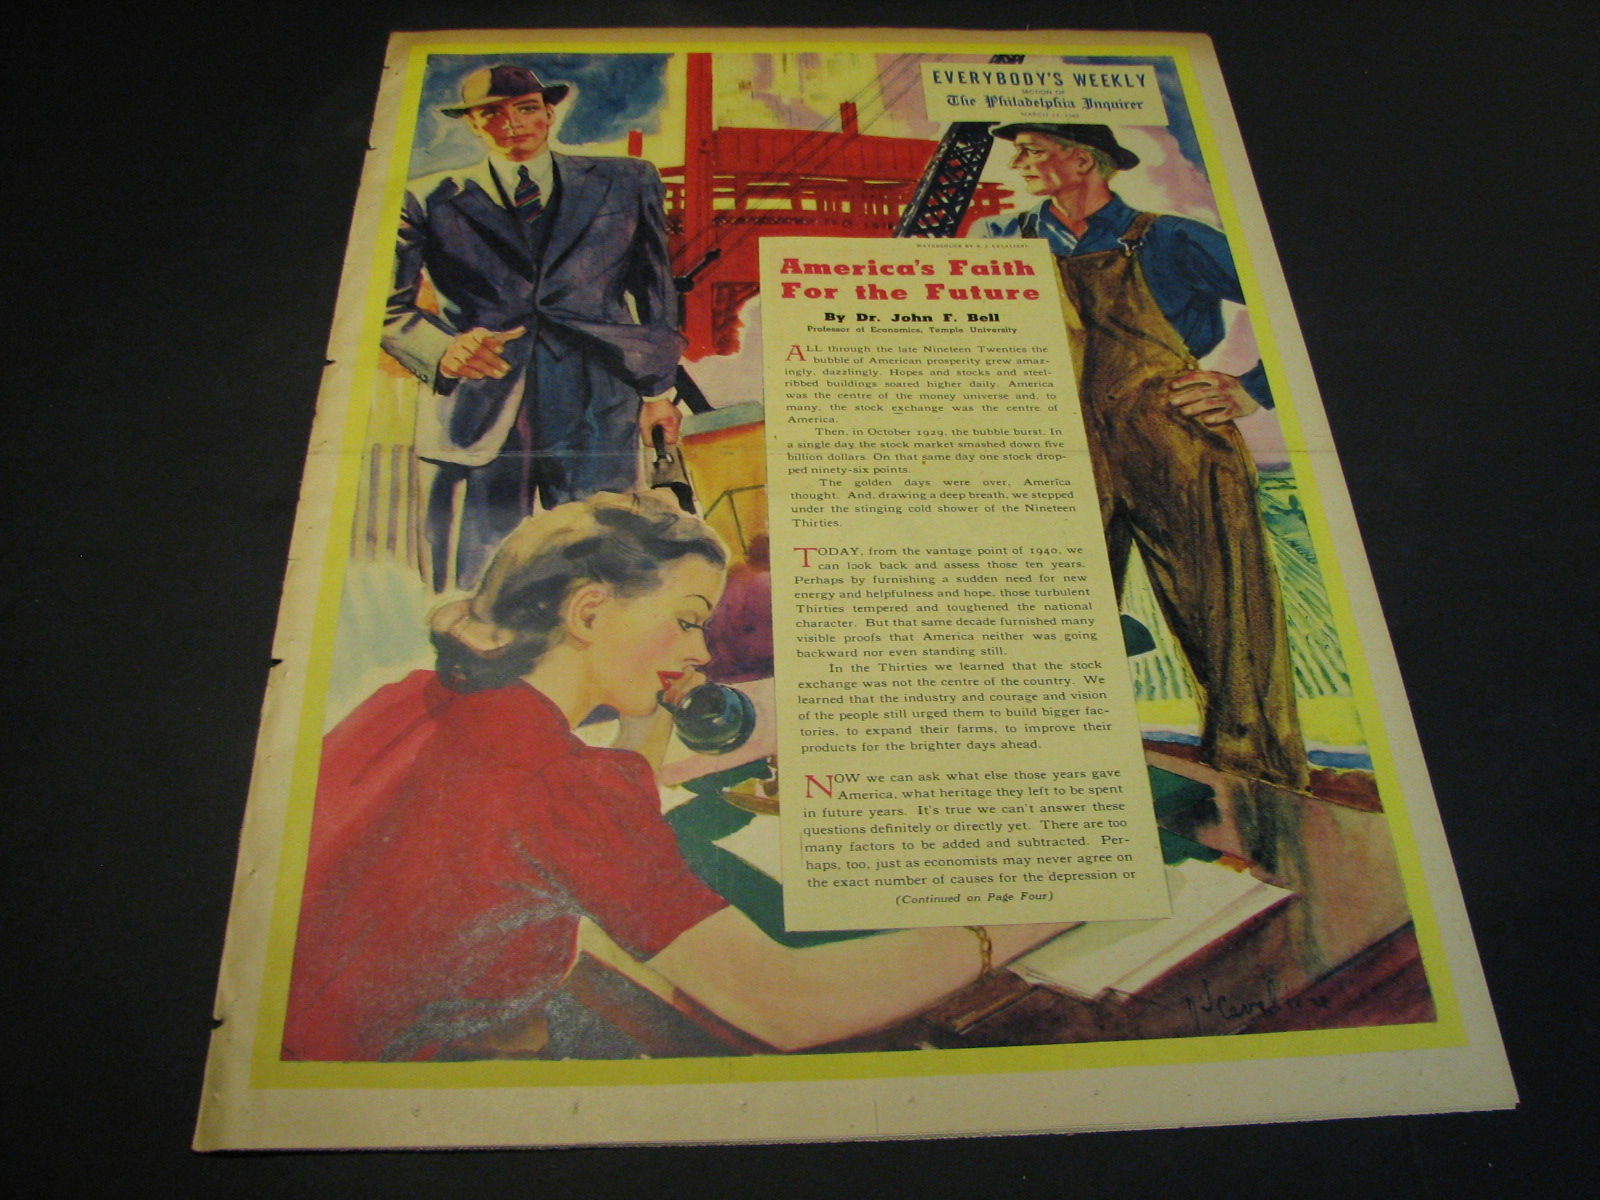 EVERYBODY'S WEEKLY
SECTION OF
The Philadelphia Inquirer
MARCH
WATERCOLOR BY
America's Faith
For the Future
By Dr. John F. Bell
Professor of Economics, Temple University
ALL through the late Nineteen Twenties the
bubble of American prosperity grew amaz-
ingly, dazzlingly. Hopes and stocks and steel-
ribbed buildings soared higher daily. America
was the centre of the money universe and, to
many, the stock exchange was the centre of
America.
Then, in October 1929, the bubble burst. In
a single day the stock market smashed down five
billion dollars. On that same day one stock drop-
ped ninety-six points.
The golden days were over, America
thought. And, drawing a deep breath, we stepped
under the stinging cold shower of the Nineteen
Thirties.
TODAY, from the vantage point of 1940, we
can look back and assess those ten years.
Perhaps by furnishing a sudden need for new
energy and helpfulness and hope, those turbulent
Thirties tempered and toughened the national
character. But that same decade furnished many
visible proofs that America neither was going
backward nor even standing still.
In the Thirties we learned that the stock
exchange was not the centre of the country. We
learned that the industry and courage and vision
of the people still urged them to build bigger fac-
tories, to expand their farms, to improve their
products for the brighter days ahead.
NOW we can ask what else those years gave
America, what heritage they left to be spent
in future years. It's true we can't answer these
questions definitely or directly yet. There are too
many factors to be added and subtracted. Per-
haps, too, just as economists may never agree on
the exact number of causes for the depression or
(Continued on Page Four)